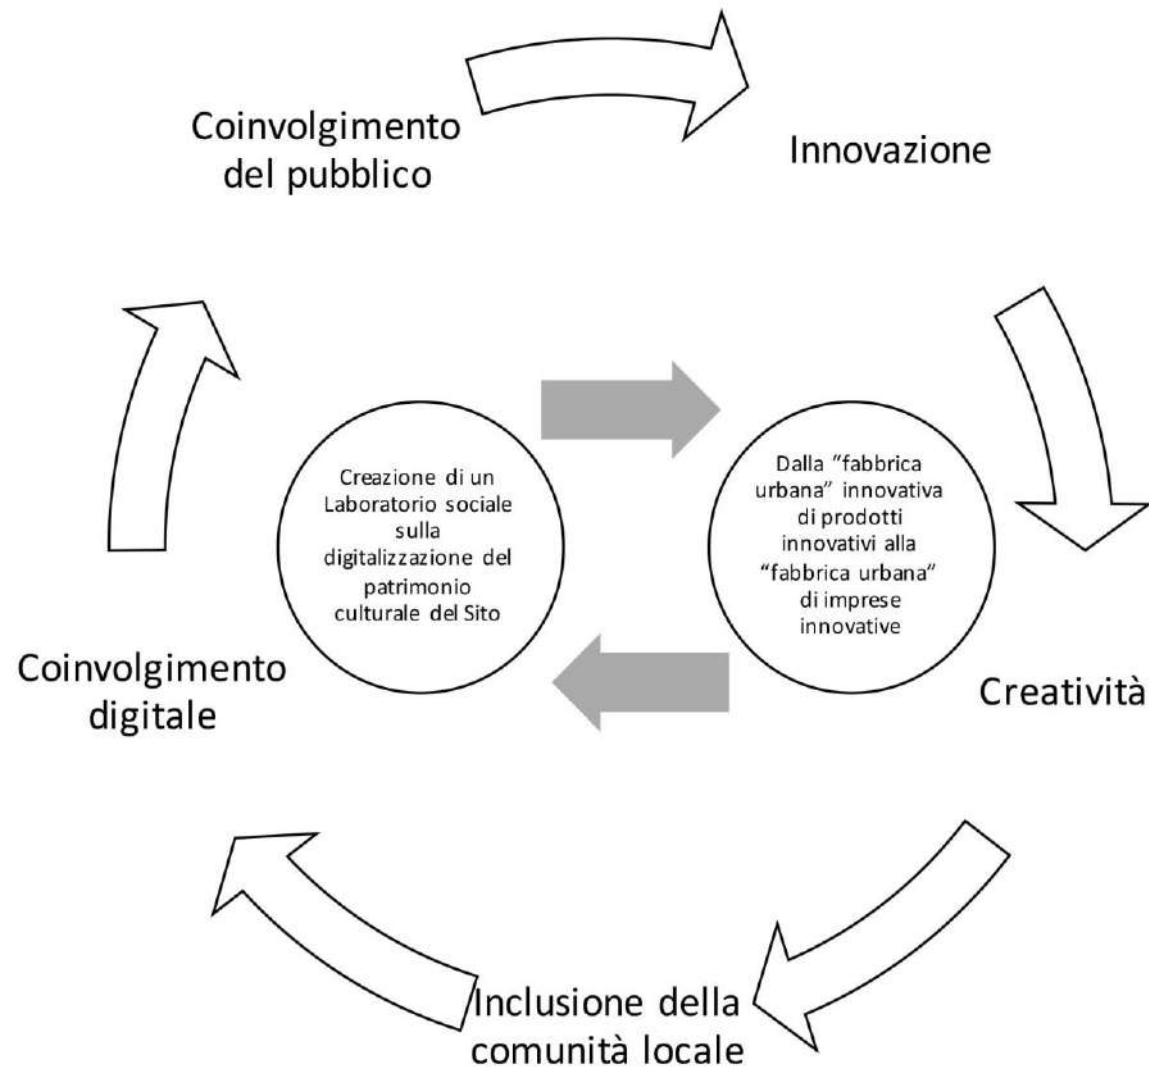 Coinvolgimento
del pubblico
Innovazione
Creazione di un
Laboratorio sociale
sulla
digitalizzazione del
patrimonio
culturale del Sito
Dalla “fabbrica
urbana” innovativa
di prodotti
innovativi alla
“fabbrica urbana”
di imprese
innovative
Coinvolgimento
digitale
Creatività
Inclusione della
comunità locale